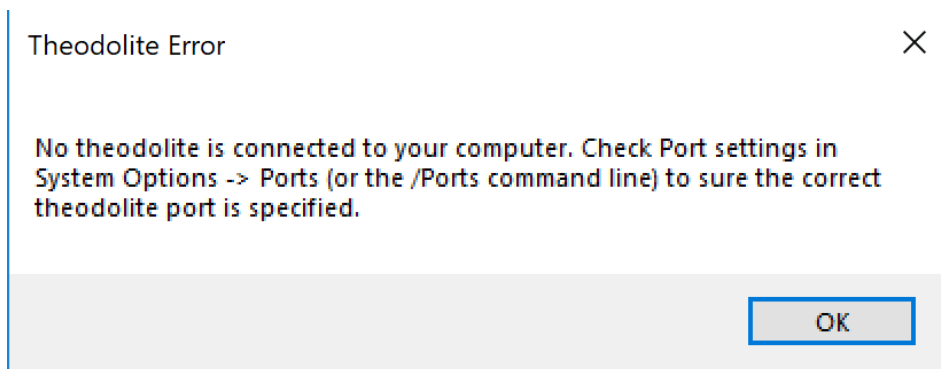 Theodolite Error
No theodolite is connected to your computer. Check Port settings in
System Options -> Ports (or the /Ports command line) to sure the correct
theodolite port is specified.
OK